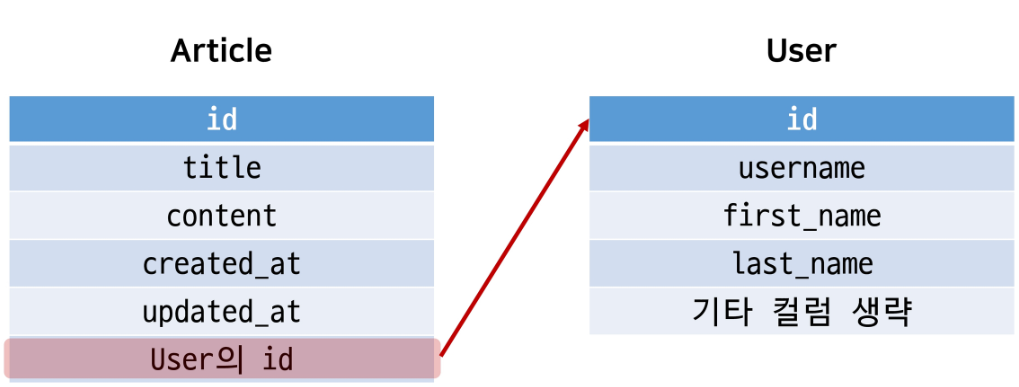 Article
id
title
content
created_at
updated_at
User의 id
User
id
username
first_name
last_name
기타 컬럼 생략